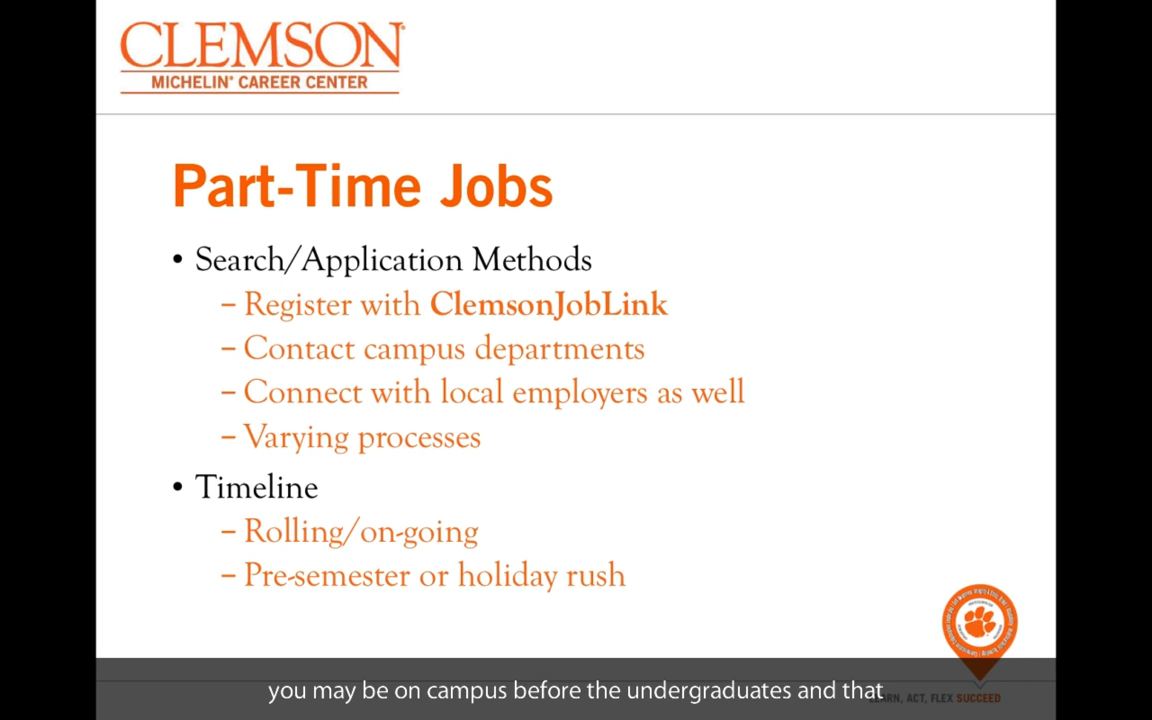 CLEMSON®
MICHELIN® CAREER CENTER
Part-Time Jobs
• Search/Application Methods
– Register with ClemsonJobLink
– Contact campus departments
– Connect with local employers as well
– Varying processes
• Timeline
– Rolling/on-going
– Pre-semester or holiday rush
you may be on campus before the undergraduates and that
LEARN, ACT, FLEX SUCCEED